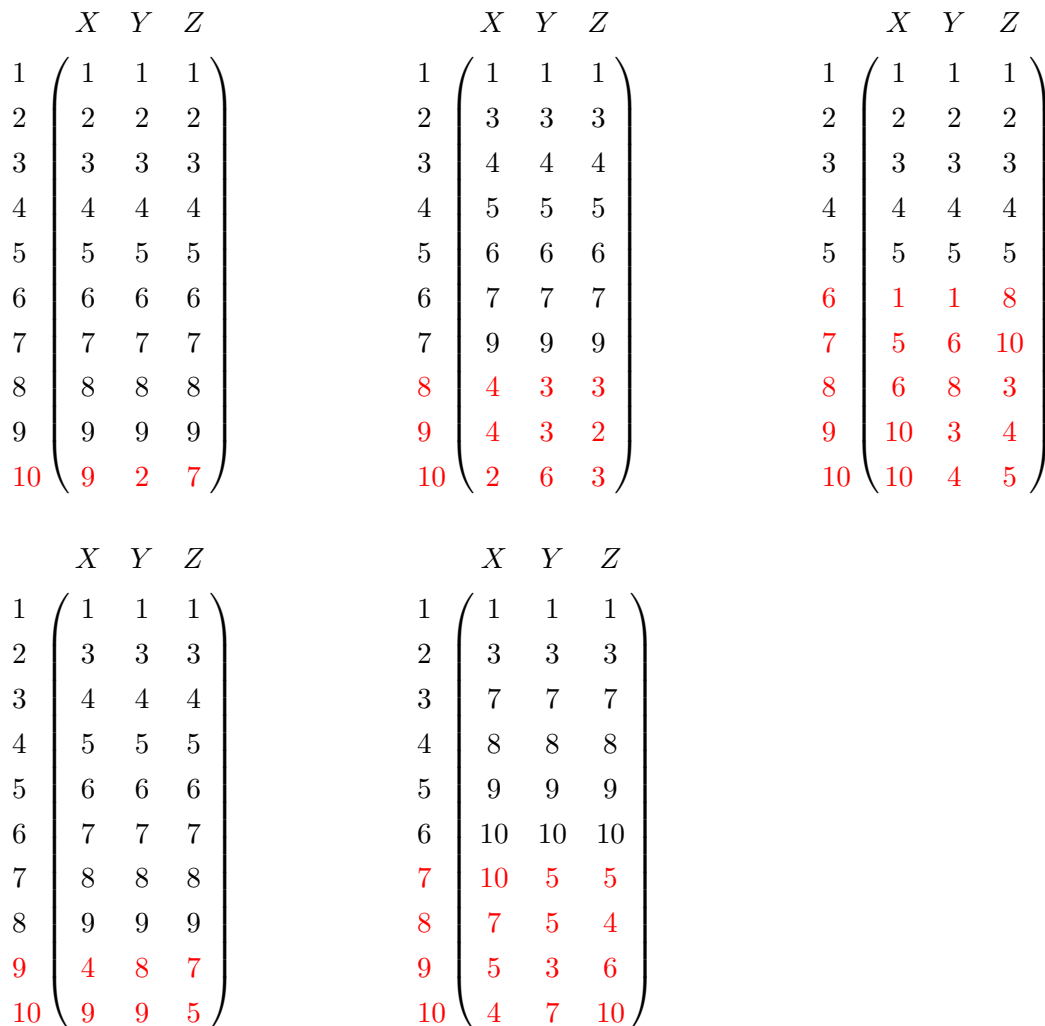 X Y Z X Y Z X Y Z
1 1 1 1 1 1 1 1 1 1 1 1
2 2 2 2 2 3 3 3 2 2 2 2
3 3 3 3 3 4 4 4 3 3 3 3
4 4 4 4 4 5 5 5 4 4 4 4
5 5 5 5 5 6 6 6 5 5 5 5
6 6 6 6 6 7 7 7 6 1 1 8
7 7 7 7 7 9 9 9 7 5 6 10
8 8 8 8 8 4 3 3 8 6 8 3
9 9 9 9 9 4 3 2 9 10 3 4
10 9 2 7 10 2 6 3 10 10 4 5
X Y Z X Y Z
1 1 1 1 1 1 1 1
2 3 3 3 2 3 3 3
3 4 4 4 3 7 7 7
4 5 5 5 4 8 8 8
5 6 6 6 5 9 9 9
6 7 7 7 6 10 10 10
7 8 8 8 7 10 5 5
8 9 9 9 8 7 5 4
9 4 8 7 9 5 3 6
10 9 9 5 10 4 7 10